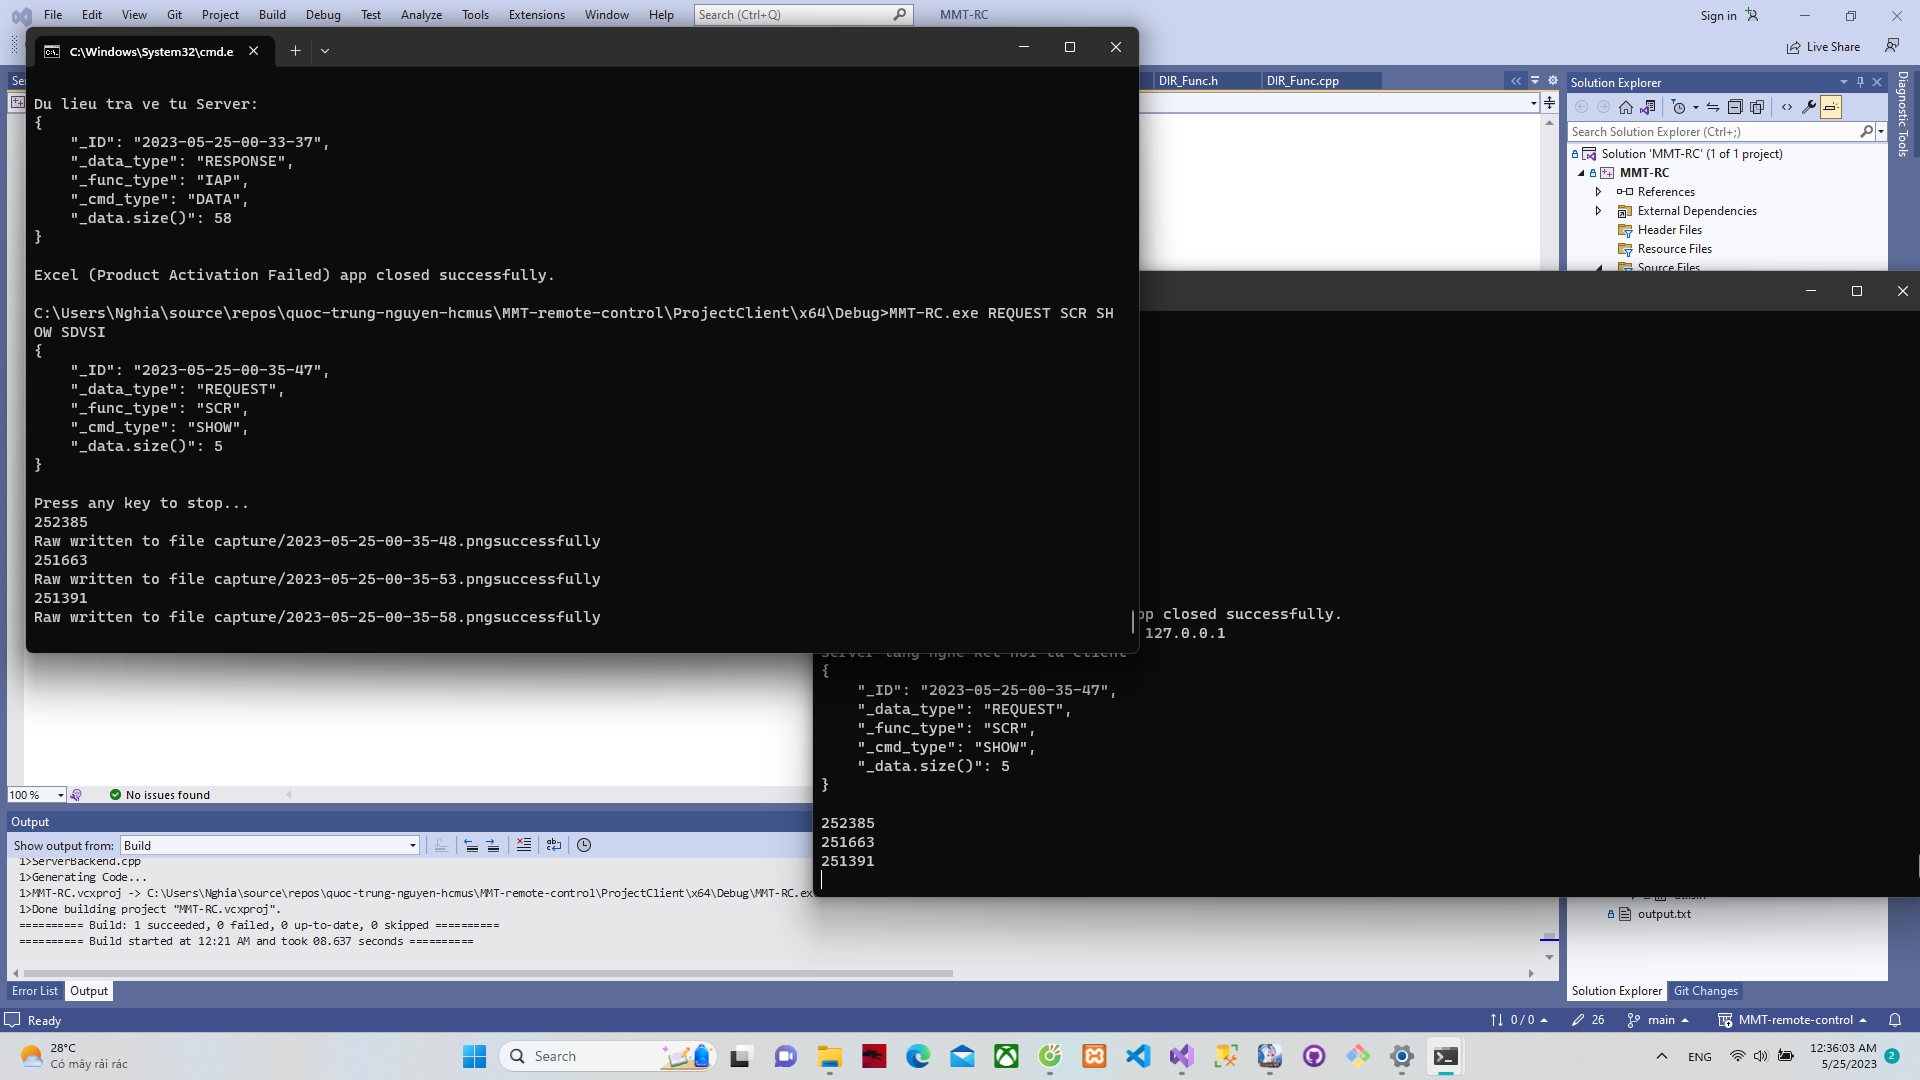 File Edit View Git Project Build Debug Test Analyze Tools Extensions Window Help Search (Ctrl+Q) MMT-RC Sign in
Live Share
C:\Windows\System32\cmd.e
DIR_Func.h DIR_Func.cpp
Du lieu tra ve tu Server:
{
"_ID": "2023-05-25-00-33-37",
"_data_type": "RESPONSE",
"_func_type": "IAP",
"_cmd_type": "DATA",
"_data.size()": 58
}
Excel (Product Activation Failed) app closed successfully.
C:\Users\Nghia\source\repos\quoc-trung-nguyen-hcmus\MMT-remote-control\ProjectClient\x64\Debug>MMT-RC.exe REQUEST SCR SH
OW SDVSI
{
"_ID": "2023-05-25-00-35-47",
"_data_type": "REQUEST",
"_func_type": "SCR",
"_cmd_type": "SHOW",
"_data.size()": 5
}
Press any key to stop...
252385
Raw written to file capture/2023-05-25-00-35-48.pngsuccessfully
251663
Raw written to file capture/2023-05-25-00-35-53.pngsuccessfully
251391
Raw written to file capture/2023-05-25-00-35-58.pngsuccessfully
Solution Explorer
Search Solution Explorer (Ctrl+;)
Solution 'MMT-RC' (1 of 1 project)
MMT-RC
References
External Dependencies
Header Files
Resource Files
Source Files
Diagnostic Tools
closed successfully.
127.0.0.1
Server lang nghe ket noi tu Client
{
"_ID": "2023-05-25-00-35-47",
"_data_type": "REQUEST",
"_func_type": "SCR",
"_cmd_type": "SHOW",
"_data.size()": 5
}
252385
251663
251391
output.txt
100 % No issues found
Output
Show output from: Build
1>ServerBackend.cpp
1>Generating Code...
1>MMT-RC.vcxproj -> C:\Users\Nghia\source\repos\quoc-trung-nguyen-hcmus\MMT-remote-control\ProjectClient\x64\Debug\MMT-RC.ex
1>Done building project "MMT-RC.vcxproj".
========== Build: 1 succeeded, 0 failed, 0 up-to-date, 0 skipped ==========
========== Build started at 12:21 AM and took 08.637 seconds ==========
Error List Output
Solution Explorer Git Changes
Ready 0 / 0 26 main MMT-remote-control
28°C
Có mây rải rác
Search
ENG
12:36:03 AM
5/25/2023
2